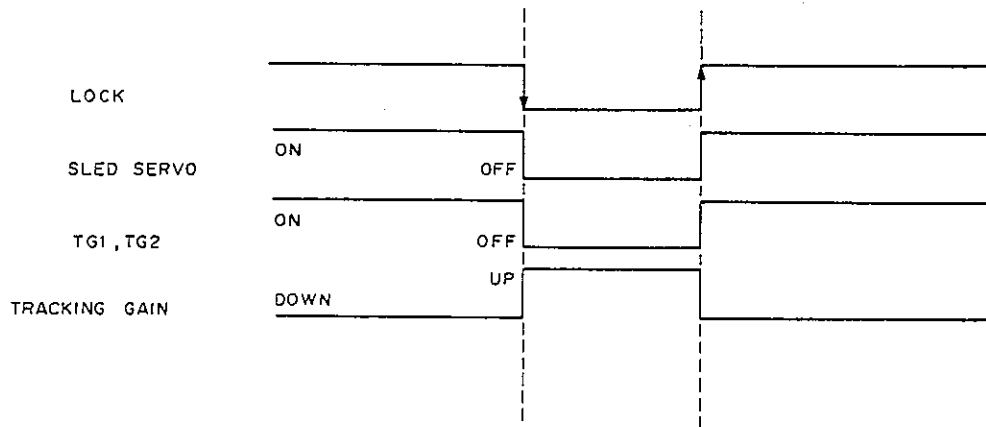 LOCK
ON
SLED SERVO
OFF
ON
TG1, TG2
OFF
UP
TRACKING GAIN
DOWN